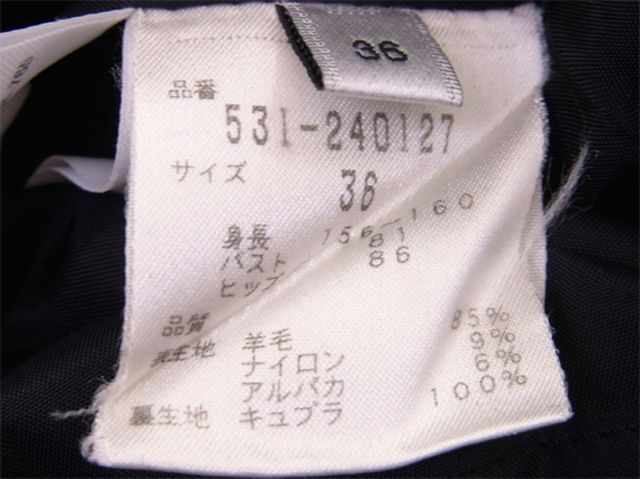 36
品番
531-240127
サイズ 36
身長 156〜160
バスト 81
ヒップ 86
品質
表生地 羊毛 85%
ナイロン 9%
アルパカ 6%
裏生地 キュプラ 100%